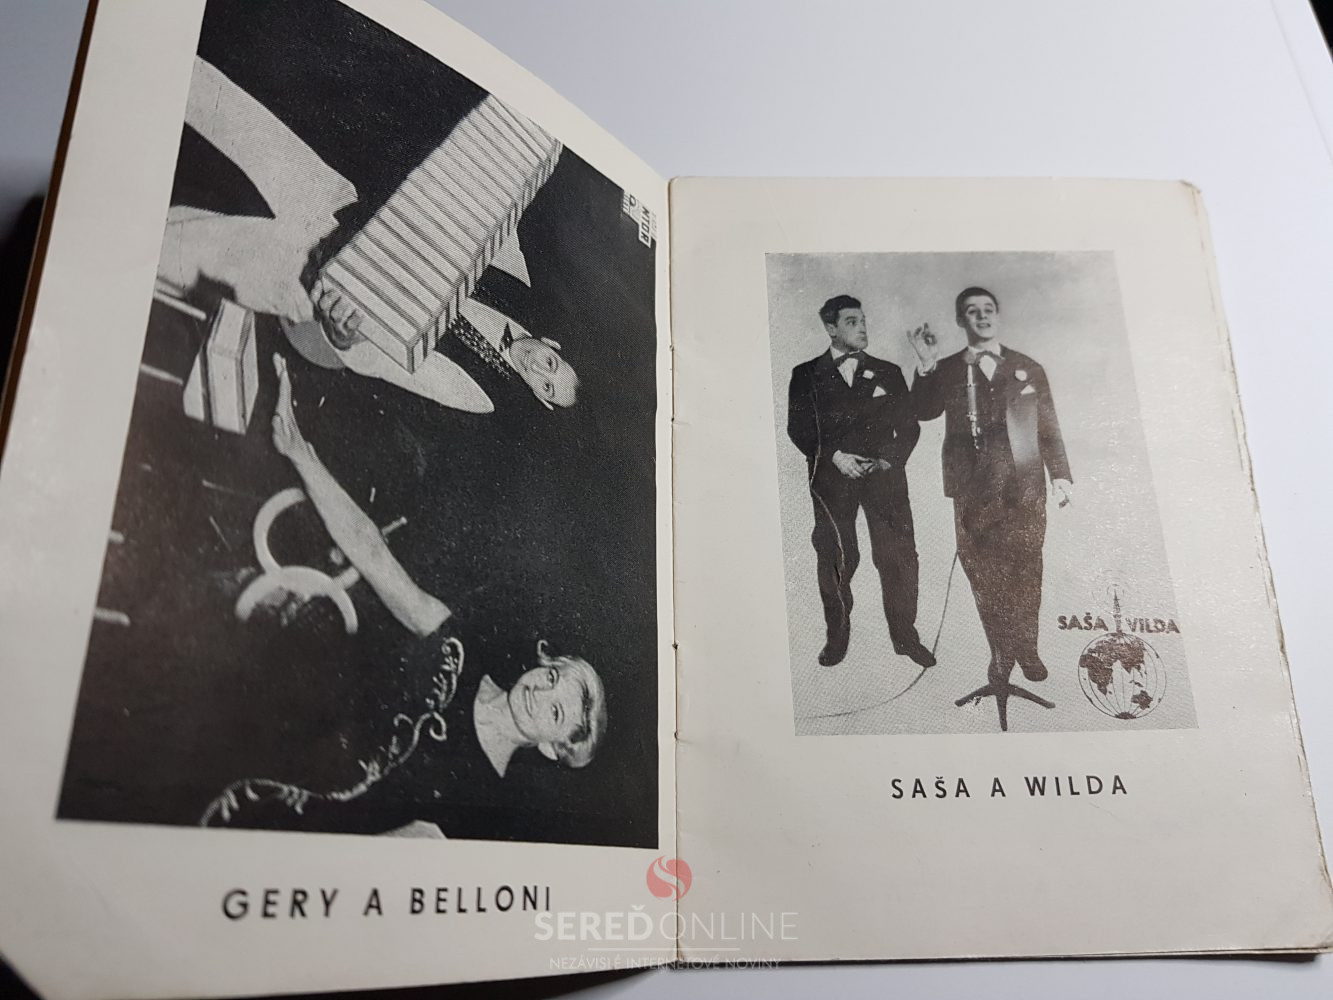 GERY A BELLONI
SAŠA VILDA
SAŠA A WILDA
SEREĎONLINE
NEZÁVISLÉ INTERNETOVÉ NOVINY